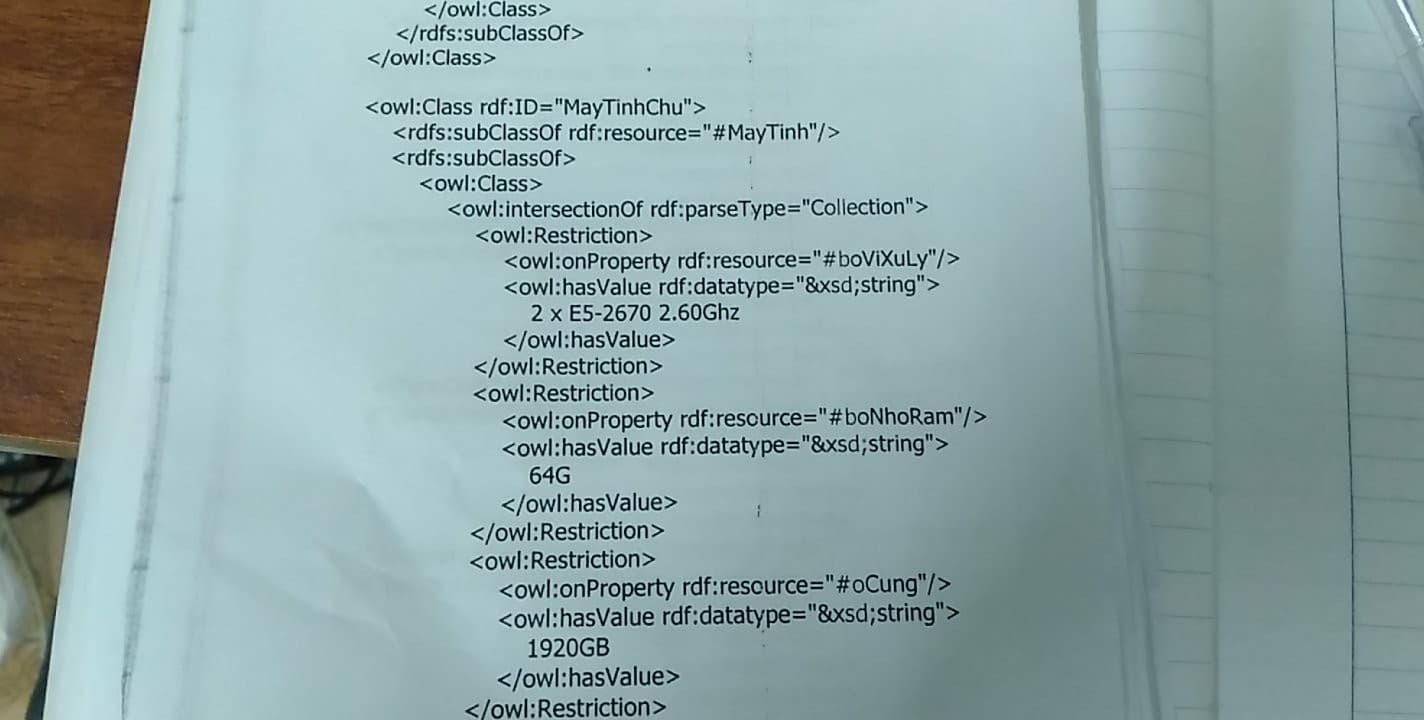 </owl:Class>
</rdfs:subClassOf>
</owl:Class>
<owl:Class rdf:ID="MayTinhChu">
<rdfs:subClassOf rdf:resource="#MayTinh"/>
<rdfs:subClassOf>
<owl:Class>
<owl:intersectionOf rdf:parseType="Collection">
<owl:Restriction>
<owl:onProperty rdf:resource="#boViXuLy"/>
<owl:hasValue rdf:datatype="&xsd;string">
2 x E5-2670 2.60Ghz
</owl:hasValue>
</owl:Restriction>
<owl:Restriction>
<owl:onProperty rdf:resource="#boNhoRam"/>
<owl:hasValue rdf:datatype="&xsd;string">
64G
</owl:hasValue>
</owl:Restriction>
<owl:Restriction>
<owl:onProperty rdf:resource="#oCung"/>
<owl:hasValue rdf:datatype="&xsd;string">
1920GB
</owl:hasValue>
</owl:Restriction>